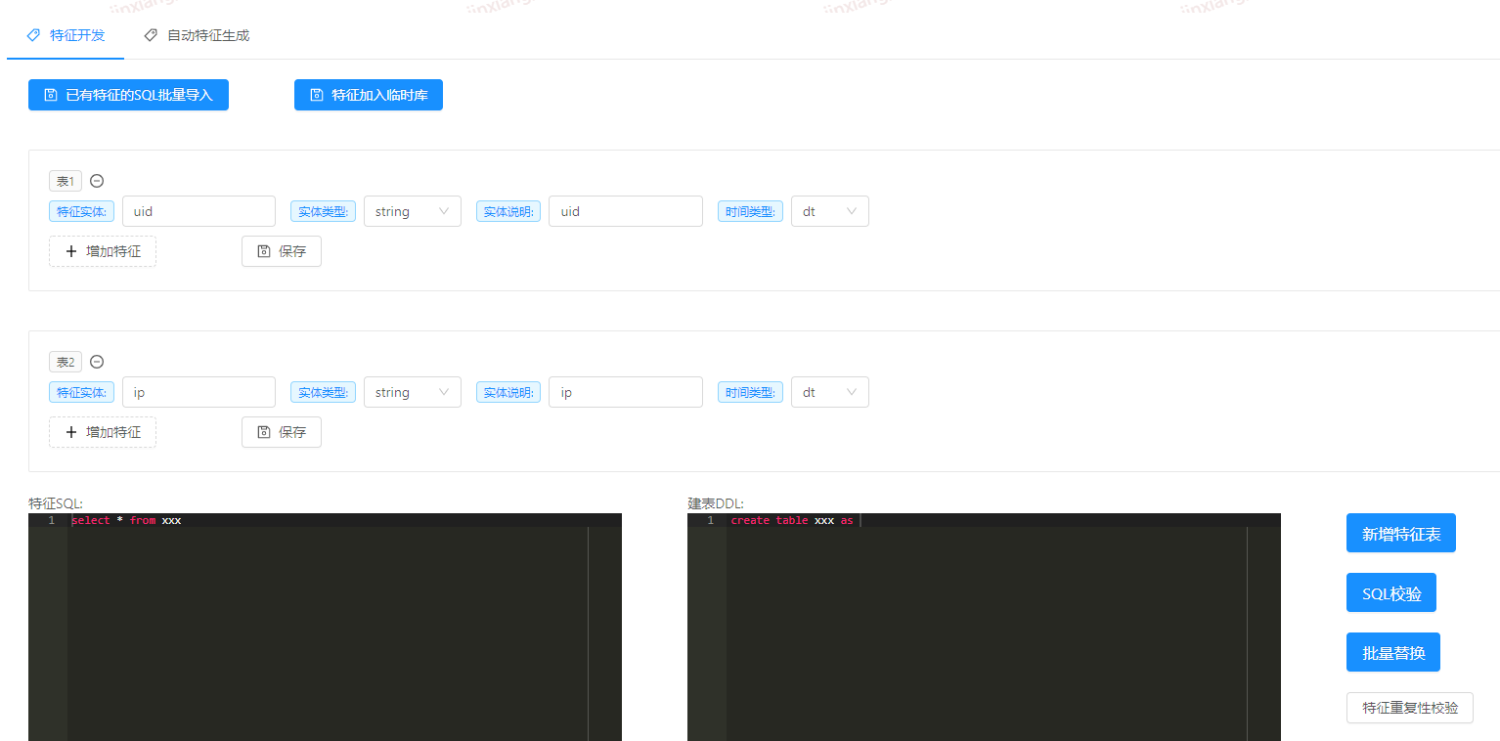 特征开发 自动特征生成
已有特征的SQL批量导入 特征加入临时库
表1
特征实体: uid 实体类型: string 实体说明: uid 时间类型: dt
+ 增加特征 保存
表2
特征实体: ip 实体类型: string 实体说明: ip 时间类型: dt
+ 增加特征 保存
特征SQL: 建表DDL:
1 select * from xxx 1 create table xxx as
新增特征表
SQL校验
批量替换
特征重复性校验